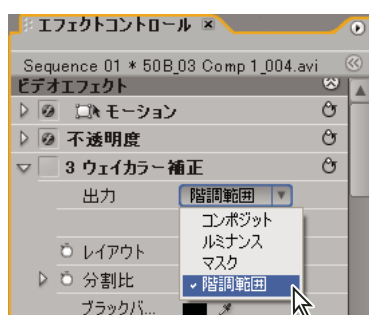 エフェクトコントロール
Sequence 01 * 50B_03 Comp 1_004.avi
ビデオエフェクト
モーション
不透明度
3 ウェイカラー補正
出力 階調範囲
コンポジット
ルミナンス
マスク
階調範囲
レイアウト
分割比
ブラックバ...